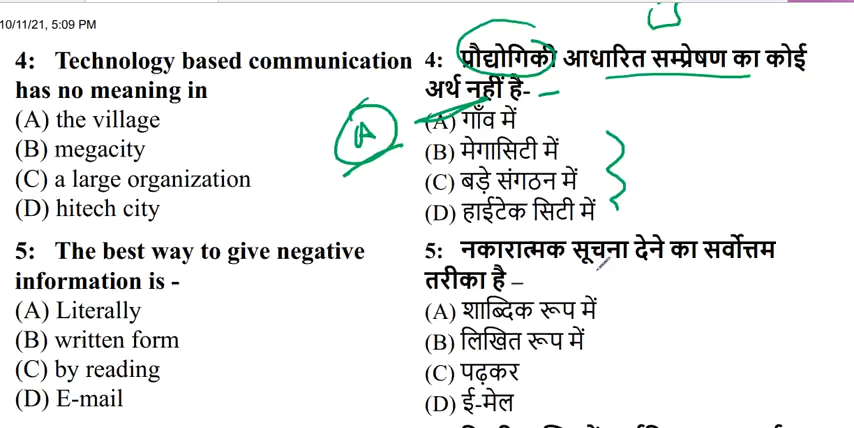 10/11/21, 5:09 PM
4: Technology based communication
has no meaning in
(A) the village
(B) megacity
(C) a large organization
(D) hitech city
5: The best way to give negative
information is -
(A) Literally
(B) written form
(C) by reading
(D) E-mail
4: प्रौद्योगिकी आधारित सम्प्रेषण का कोई
अर्थ नहीं है-
(A) गाँव में
(B) मेगासिटी में
(C) बड़े संगठन में
(D) हाईटेक सिटी में
A
5: नकारात्मक सूचना देने का सर्वोत्तम
तरीका है –
(A) शाब्दिक रूप में
(B) लिखित रूप में
(C) पढ़कर
(D) ई-मेल